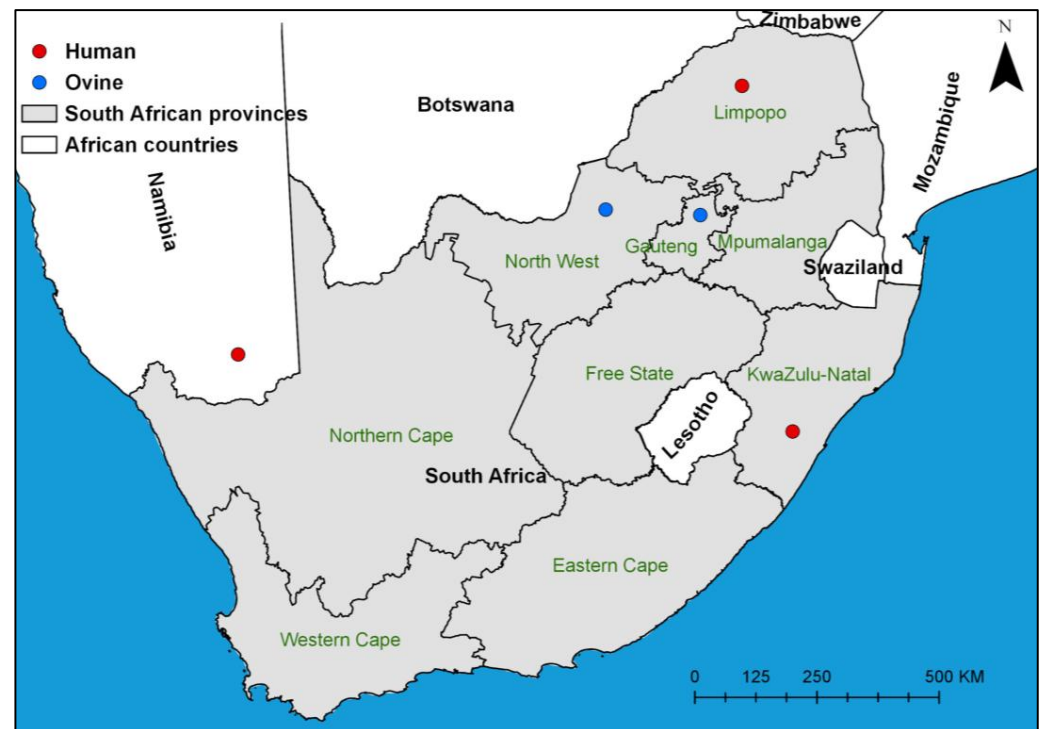 Human
Ovine
South African provinces
African countries
Zimbabwe
N
Botswana
Limpopo
Mozambique
Namibia
North West
Gauteng
Mpumalanga
Swaziland
Free State
KwaZulu-Natal
Northern Cape
Lesotho
South Africa
Eastern Cape
Western Cape
0 125 250 500 KM